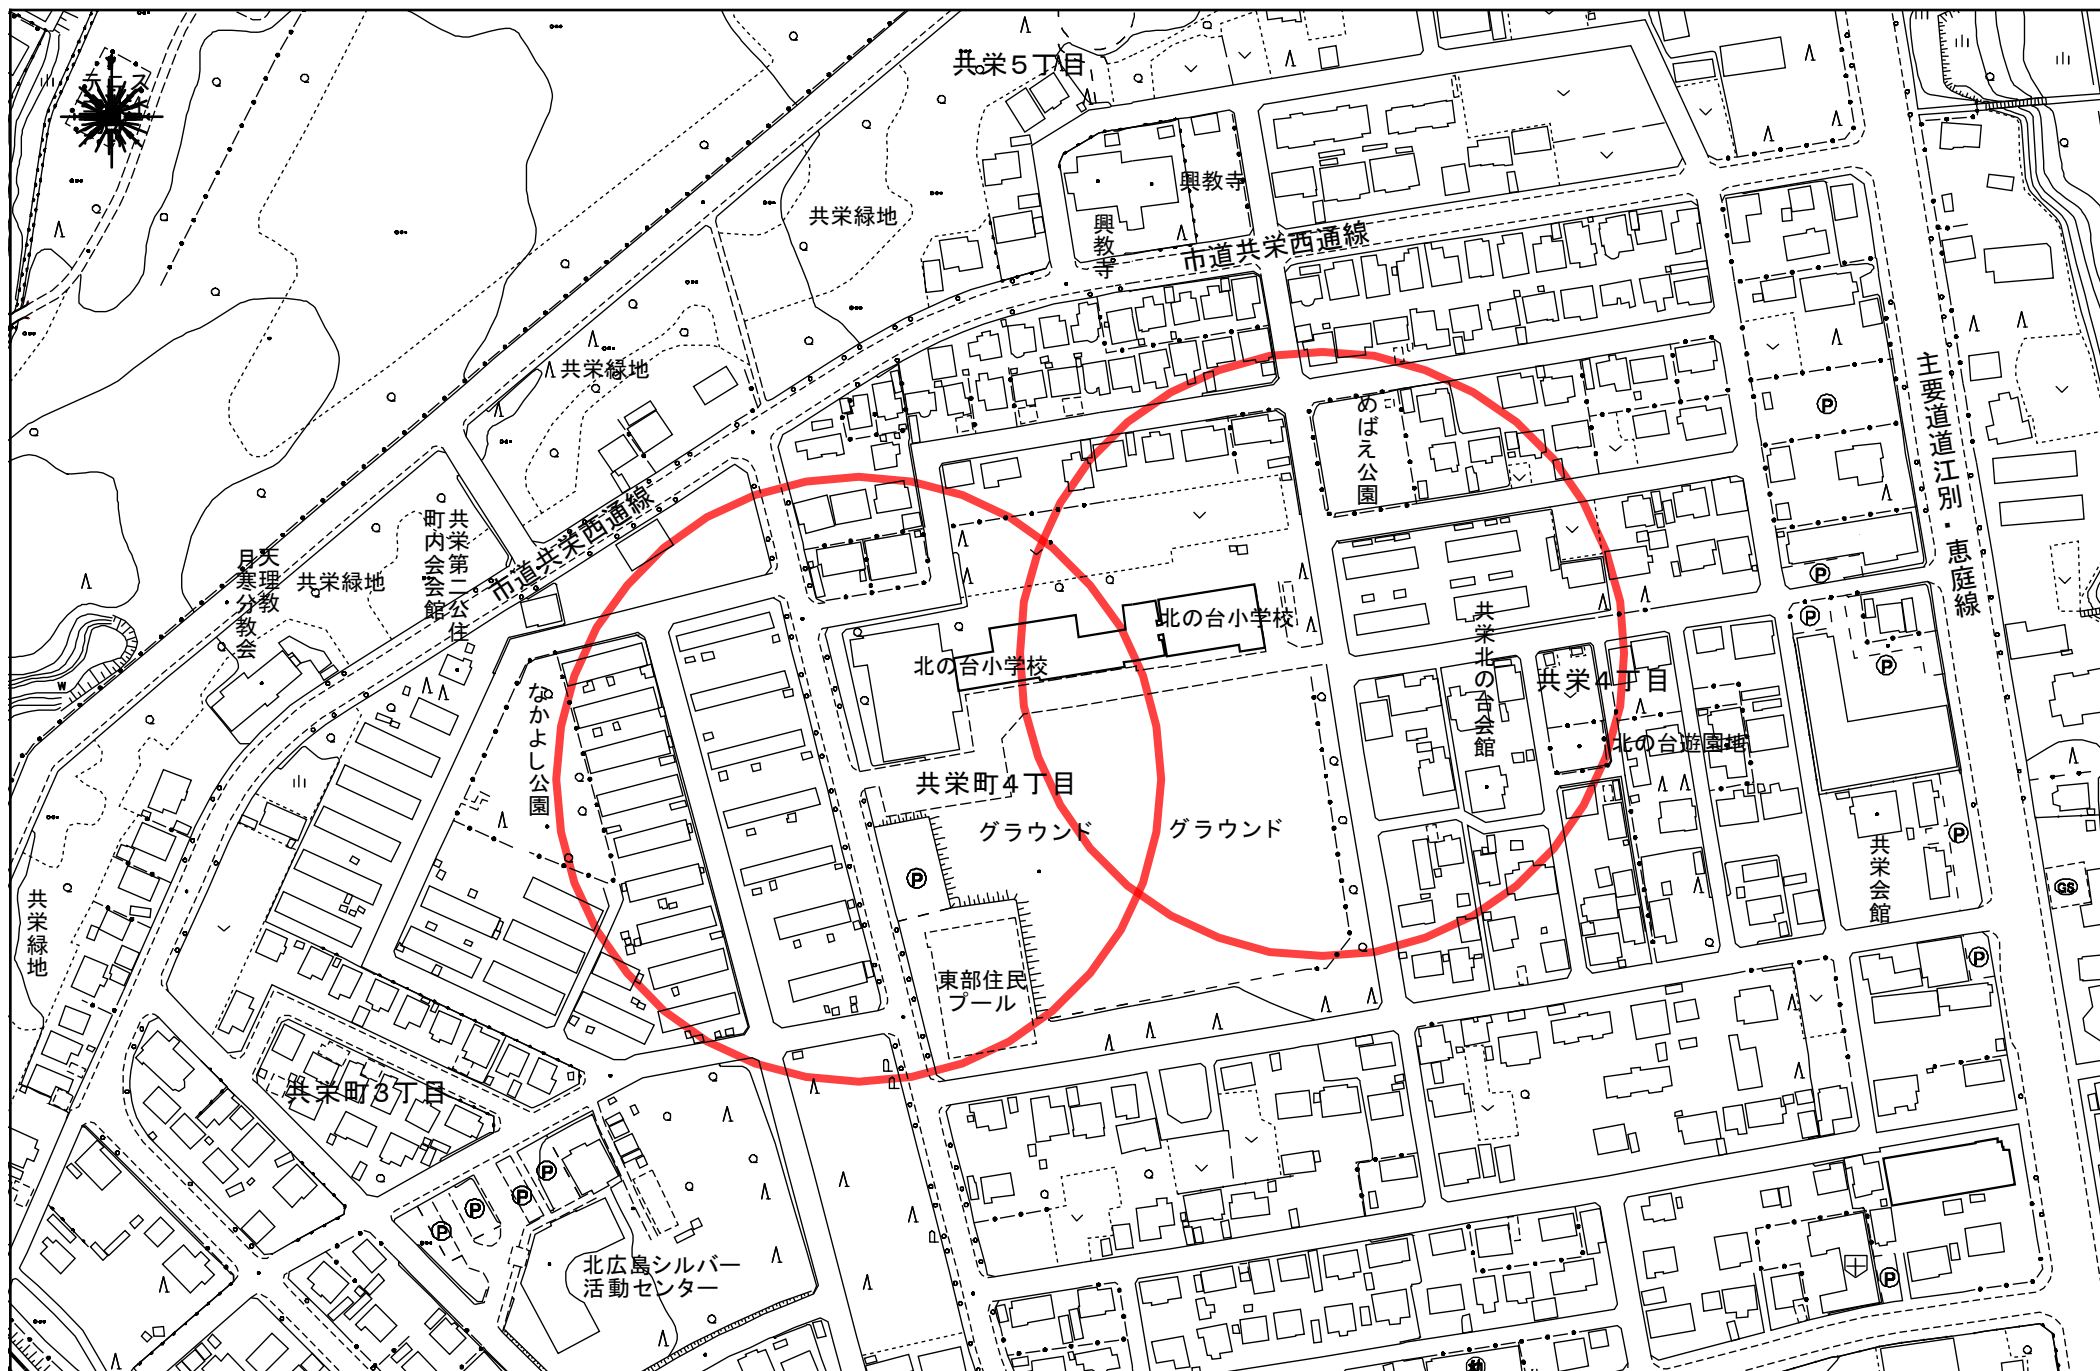 テニス
共栄5丁目
興教寺
興教寺
共栄緑地
市道共栄西通線
共栄緑地
主要道道江別・恵庭線
めばえ公園
P
市道共栄西通線
共栄第二公住
町内会会館
天理教
月寒分教会
共栄緑地
P
P
北の台小学校
北の台小学校
共栄北の台会館
共栄4丁目
P
なかよし公園
北の台遊園地
共栄町4丁目
グラウンド
グラウンド
P
P
共栄会館
GS
共栄緑地
東部住民
プール
P
共栄町3丁目
P
P
P
P
北広島シルバー
活動センター
P